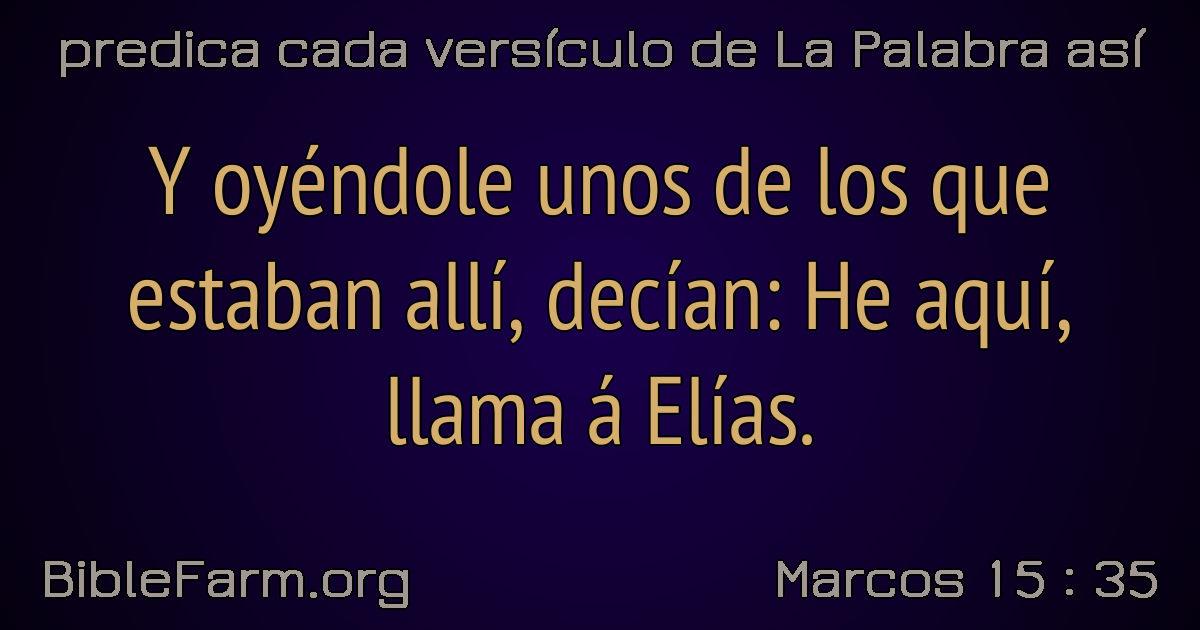 predica cada versículo de La Palabra así
Y oyéndole unos de los que
estaban allí, decían: He aquí,
llama á Elías.
BibleFarm.org
Marcos 15 : 35